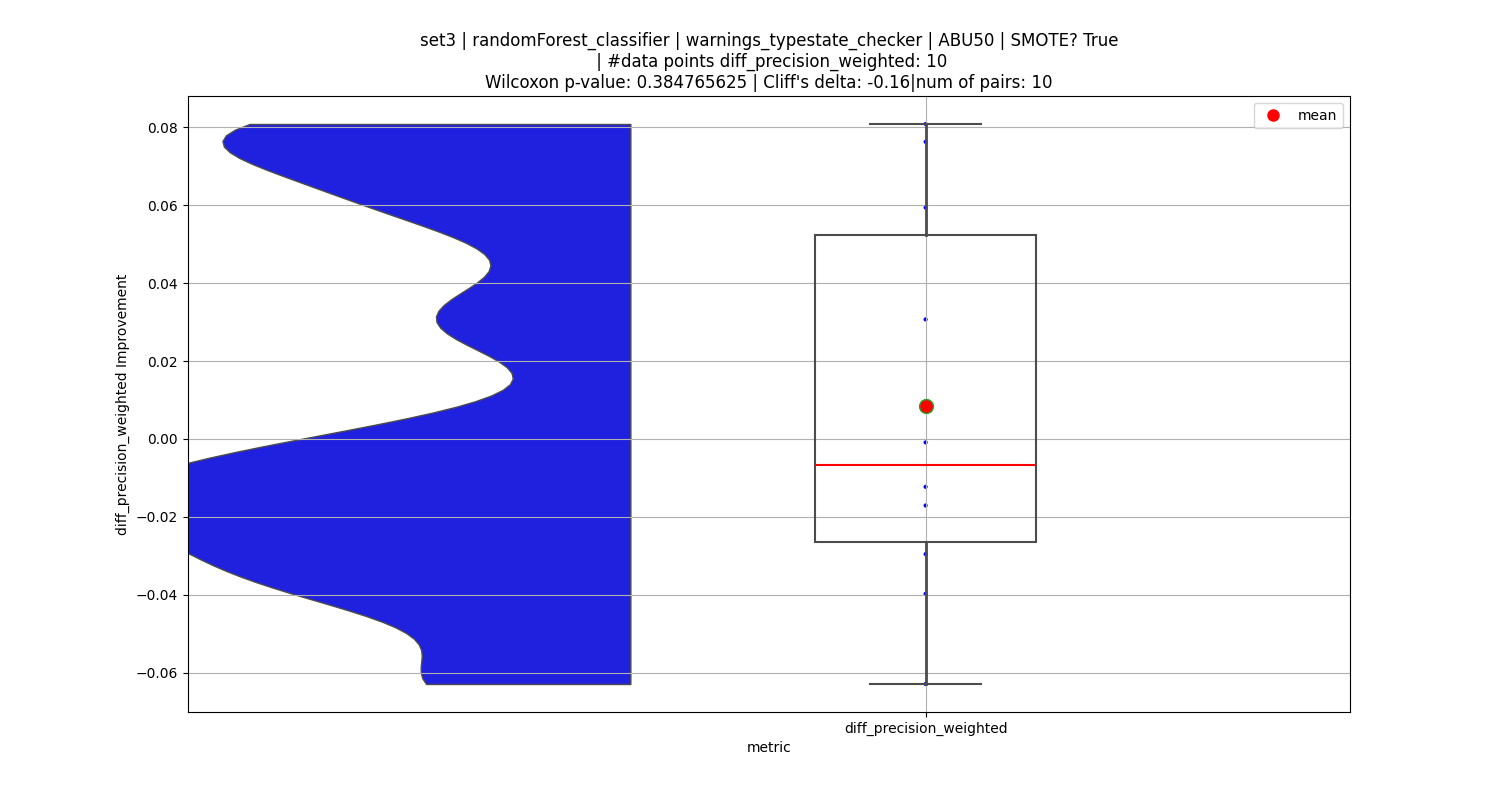 set3 | randomForest_classifier | warnings_typestate_checker | ABU50 | SMOTE? True
| #data points diff_precision_weighted: 10
Wilcoxon p-value: 0.384765625 | Cliff's delta: -0.16|num of pairs: 10
mean
0.08
0.06
0.04
0.02
0.00
−0.02
−0.04
−0.06
diff_precision_weighted Improvement
diff_precision_weighted
metric